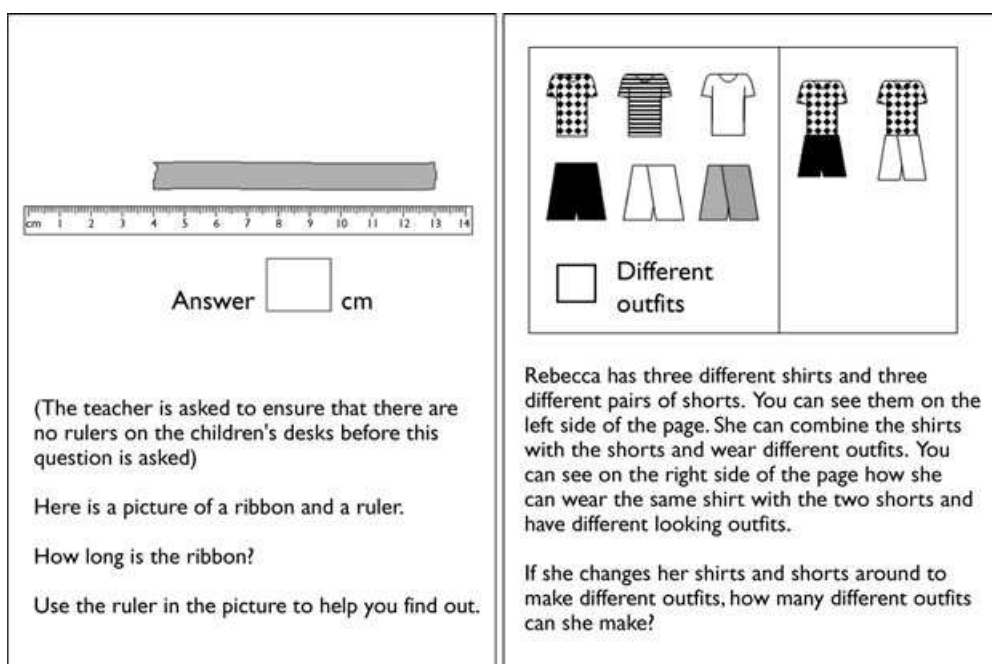 cm 1 2 3 4 5 6 7 8 9 10 11 12 13 14
Answer cm
(The teacher is asked to ensure that there are
no rulers on the children's desks before this
question is asked)
Here is a picture of a ribbon and a ruler.
How long is the ribbon?
Use the ruler in the picture to help you find out.
Different
outfits
Rebecca has three different shirts and three
different pairs of shorts. You can see them on the
left side of the page. She can combine the shirts
with the shorts and wear different outfits. You
can see on the right side of the page how she
can wear the same shirt with the two shorts and
have different looking outfits.
If she changes her shirts and shorts around to
make different outfits, how many different outfits
can she make?